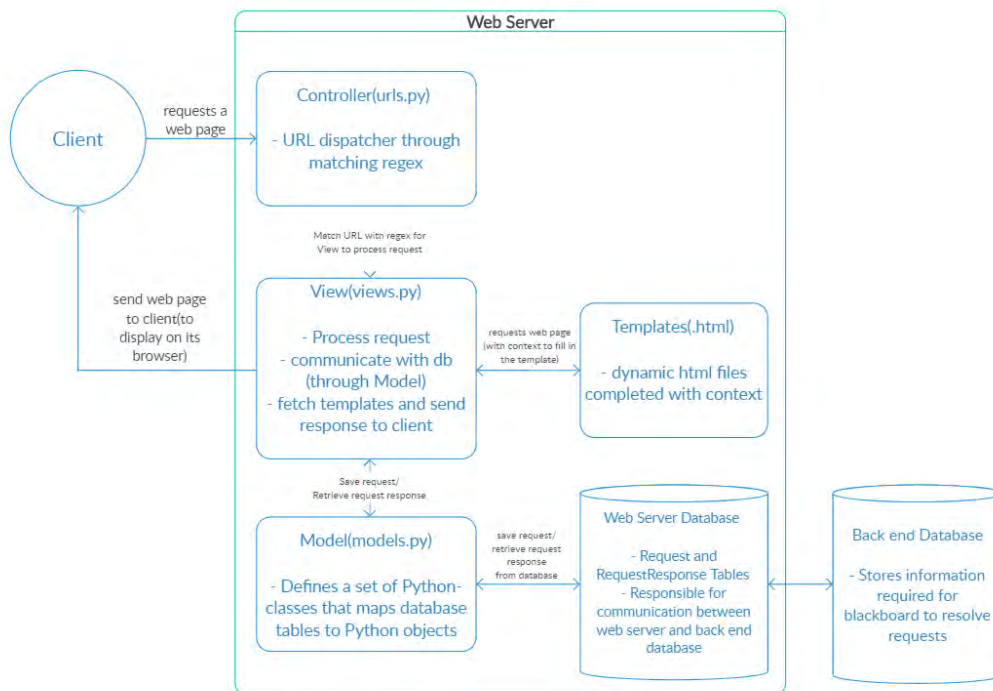 Web Server
Client
requests a
web page
Controller(urls.py)
- URL dispatcher through
matching regex
Match URL with regex for
View to process request
send web page
to client(to
display on its
browser)
View(views.py)
- Process request
- communicate with db
(through Model)
- fetch templates and send
response to client
requests web page
(with context to fill in
the template)
Templates(.html)
- dynamic html files
completed with context
Save request/
Retrieve request response
Model(models.py)
- Defines a set of Python-
classes that maps database
tables to Python objects
save request/
retrieve request
response
from database
Web Server Database
- Request and
RequestResponse Tables
- Responsible for
communication between
web server and back end
database
Back end Database
- Stores information
required for
blackboard to resolve
requests